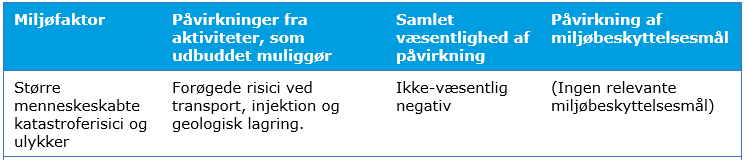 Miljøfaktor
Påvirkninger fra
aktiviteter, som
udbuddet muliggør
Samlet
væsentlighed af
påvirkning
Påvirkning af
miljøbeskyttelsesmål
Større
menneskeskabte
katastroferisici og
ulykker
Forøgede risici ved
transport, injektion og
geologisk lagring.
Ikke-væsentlig
negativ
(Ingen relevante
miljøbeskyttelsesmål)